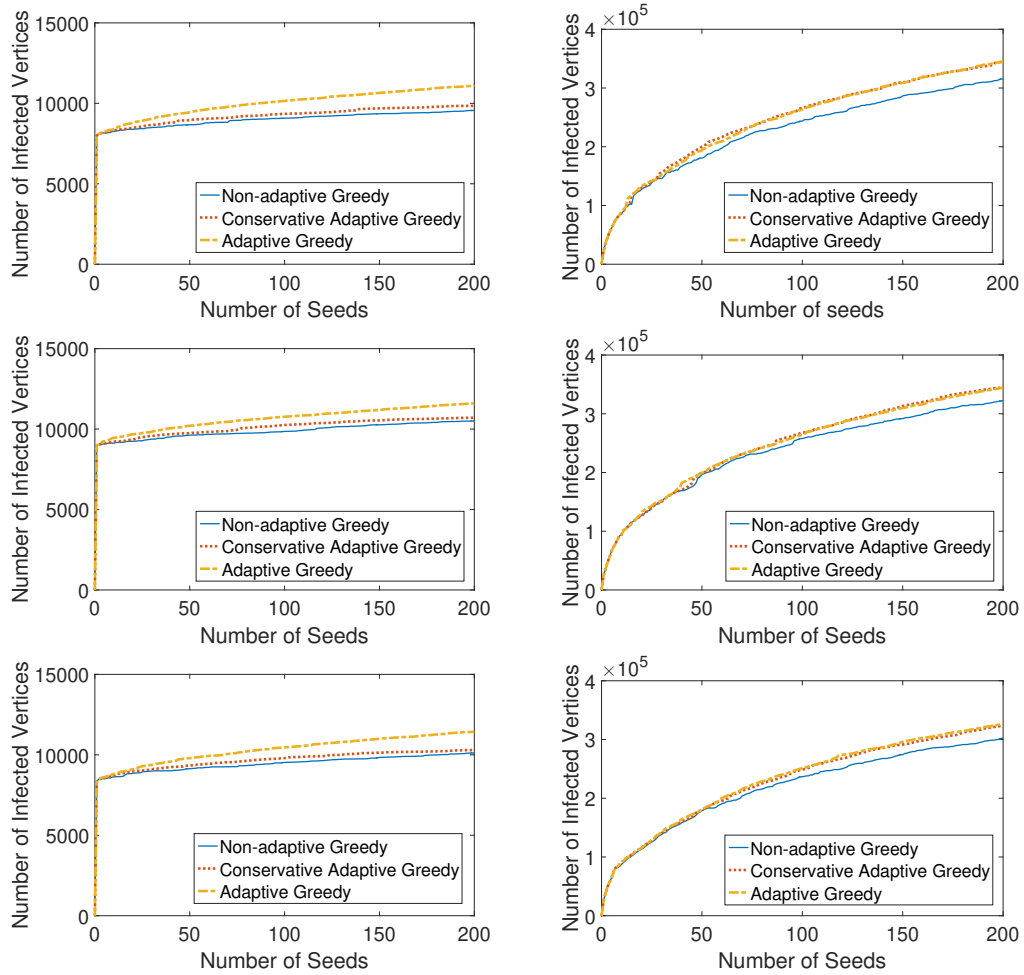 15000
10000
5000
0
0 50 100 150 200
Number of Infected Vertices
Number of Seeds
Non-adaptive Greedy
Conservative Adaptive Greedy
Adaptive Greedy
×10^5
4
3
2
1
0
0 50 100 150 200
Number of Infected Vertices
Number of seeds
Non-adaptive Greedy
Conservative Adaptive Greedy
Adaptive Greedy
15000
10000
5000
0
0 50 100 150 200
Number of Infected Vertices
Number of Seeds
Non-adaptive Greedy
Conservative Adaptive Greedy
Adaptive Greedy
×10^5
4
3
2
1
0
0 50 100 150 200
Number of Infected Vertices
Number of Seeds
Non-adaptive Greedy
Conservative Adaptive Greedy
Adaptive Greedy
15000
10000
5000
0
0 50 100 150 200
Number of Infected Vertices
Number of Seeds
Non-adaptive Greedy
Conservative Adaptive Greedy
Adaptive Greedy
×10^5
4
3
2
1
0
0 50 100 150 200
Number of Infected Vertices
Number of Seeds
Non-adaptive Greedy
Conservative Adaptive Greedy
Adaptive Greedy